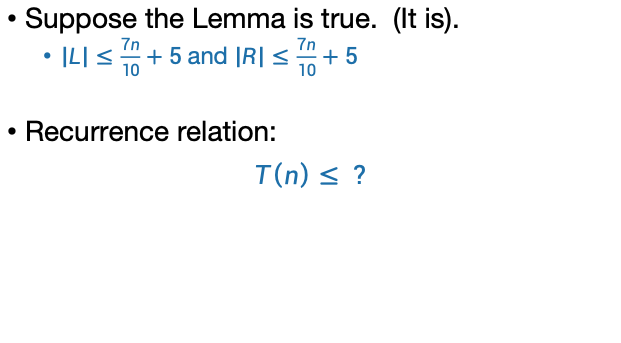 • Suppose the Lemma is true.  (It is).
• |L| ≤ 7n/10 + 5 and |R| ≤ 7n/10 + 5
• Recurrence relation:
T(n) ≤ ?